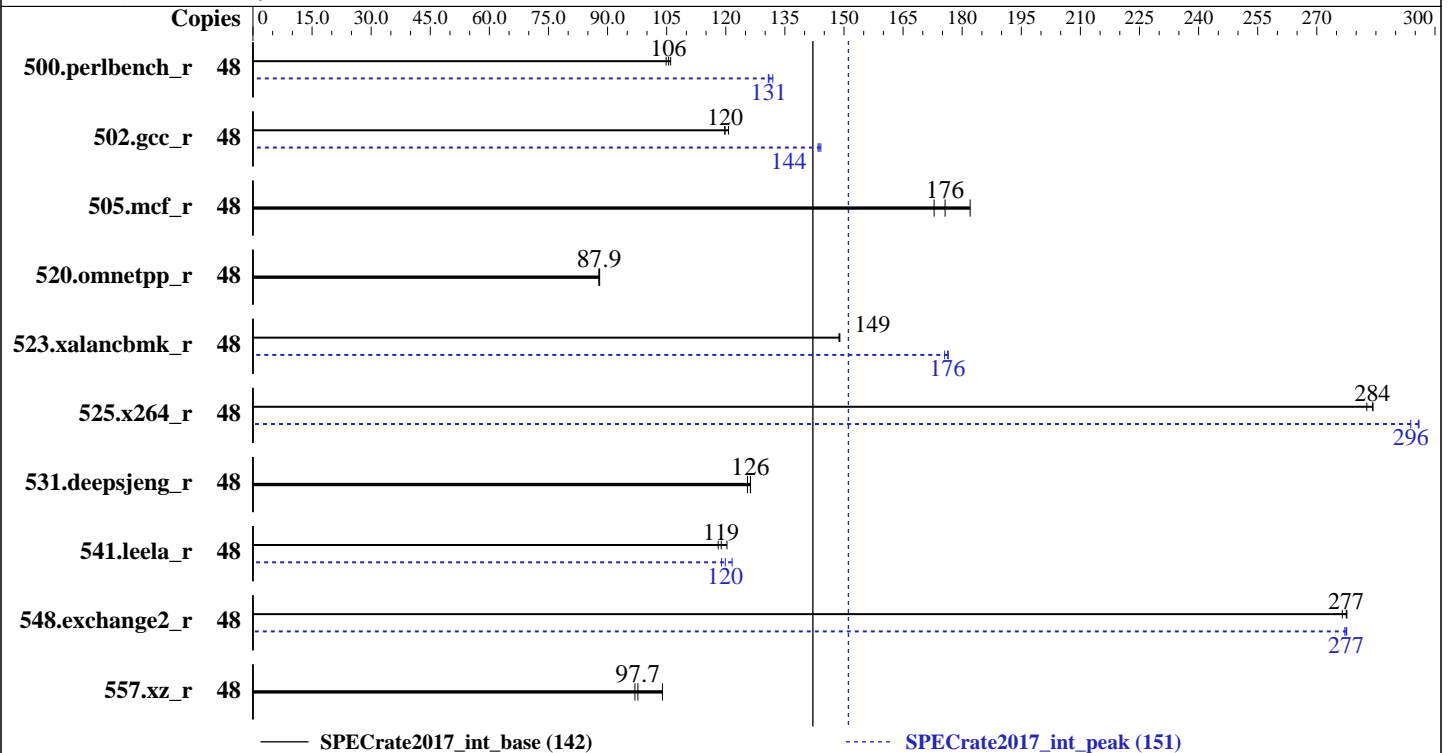 Copies 0 15.0 30.0 45.0 60.0 75.0 90.0 105 120 135 150 165 180 195 210 225 240 255 270 300
500.perlbench_r 48 106
131
502.gcc_r 48 120
144
505.mcf_r 48 176
520.omnetpp_r 48 87.9
523.xalancbmk_r 48 149
176
525.x264_r 48 284
296
531.deepsjeng_r 48 126
541.leela_r 48 119
120
548.exchange2_r 48 277
277
557.xz_r 48 97.7
SPECrate2017_int_base (142) SPECrate2017_int_peak (151)